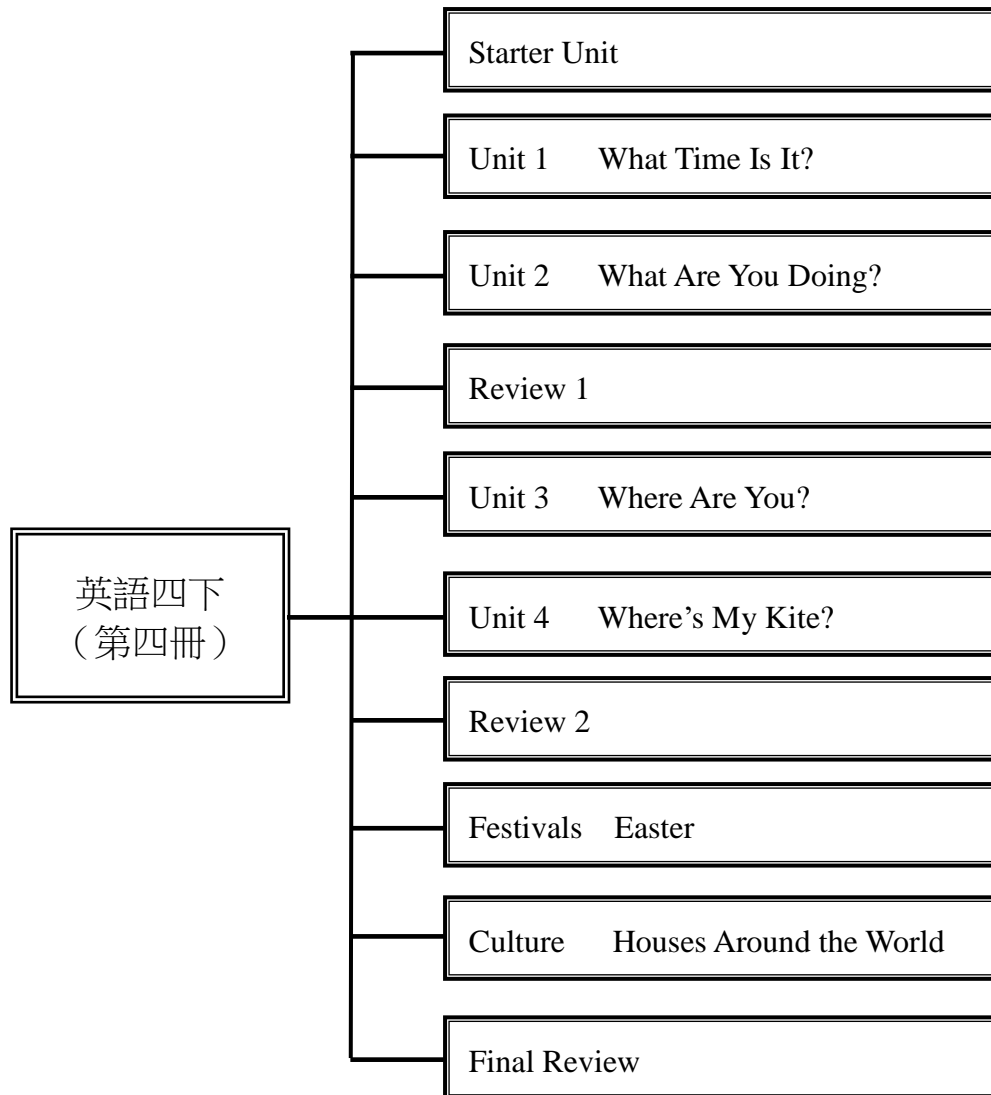 Starter Unit
Unit 1 What Time Is It?
Unit 2 What Are You Doing?
Review 1
Unit 3 Where Are You?
英語四下
（第四冊）
Unit 4 Where’s My Kite?
Review 2
Festivals Easter
Culture Houses Around the World
Final Review